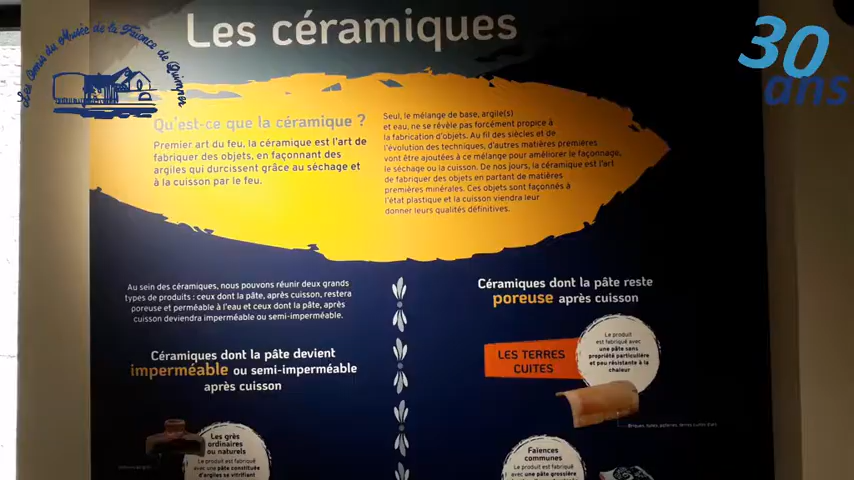 Les Amis du Musée de la Faïence de Quimper
30
ans
Les céramiques
Qu'est-ce que la céramique ?
Premier art du feu, la céramique est l'art de
fabriquer des objets, en façonnant des
argiles qui durcissent grâce au séchage et
à la cuisson par le feu.
Seul, le mélange de base, argile(s)
et eau, ne se révèle pas forcément propice à
la fabrication d'objets. Au fil des siècles et de
l'évolution des techniques, d'autres matières premières
vont être ajoutées à ce mélange pour améliorer le façonnage,
le séchage ou la cuisson. De nos jours, la céramique est l'art
de fabriquer des objets en partant de matières
premières minérales. Ces objets sont façonnés à
l'état plastique et la cuisson viendra leur
donner leurs qualités définitives.
Au sein des céramiques, nous pouvons réunir deux grands
types de produits : ceux dont la pâte, après cuisson, restera
poreuse et perméable à l'eau et ceux dont la pâte, après
cuisson deviendra imperméable ou semi-imperméable.
Céramiques dont la pâte devient
imperméable ou semi-imperméable
après cuisson
Les grès
ordinaires
ou naturels
Le produit est fabriqué
avec une pâte constituée
d'argiles se vitrifiant
Céramiques dont la pâte reste
poreuse après cuisson
LES TERRES
CUITES
Le produit
est fabriqué avec
une pâte sans
propriété particulière
et peu résistante à la
chaleur
Faïences
communes
Le produit est fabriqué
avec une pâte grossière